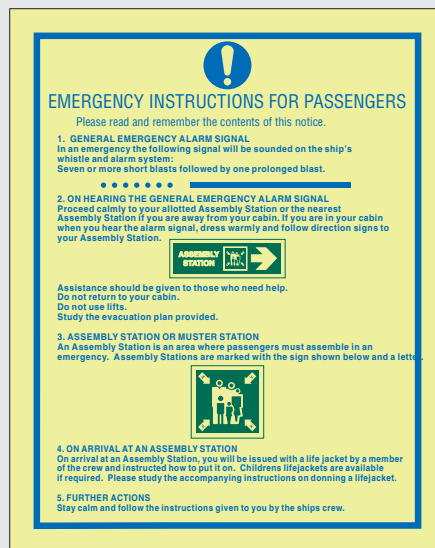 EMERGENCY INSTRUCTIONS FOR PASSENGERS
Please read and remember the contents of this notice.
1. GENERAL EMERGENCY ALARM SIGNAL
In an emergency the following signal will be sounded on the ship's
whistle and alarm system:
Seven or more short blasts followed by one prolonged blast.
2. ON HEARING THE GENERAL EMERGENCY ALARM SIGNAL
Proceed calmly to your allotted Assembly Station or the nearest
Assembly Station if you are away from your cabin. If you are in your cabin
when you hear the alarm signal, dress warmly and follow direction signs to
your Assembly Station.
ASSEMBLY
STATION
Assistance should be given to those who need help.
Do not return to your cabin.
Do not use lifts.
Study the evacuation plan provided.
3. ASSEMBLY STATION OR MUSTER STATION
An Assembly Station is an area where passengers must assemble in an
emergency. Assembly Stations are marked with the sign shown below and a letter.
4. ON ARRIVAL AT AN ASSEMBLY STATION
On arrival at an Assembly Station, you will be issued with a life jacket by a member
of the crew and instructed how to put it on. Childrens lifejackets are available
if required. Please study the accompanying instructions on donning a lifejacket.
5. FURTHER ACTIONS
Stay calm and follow the instructions given to you by the ships crew.